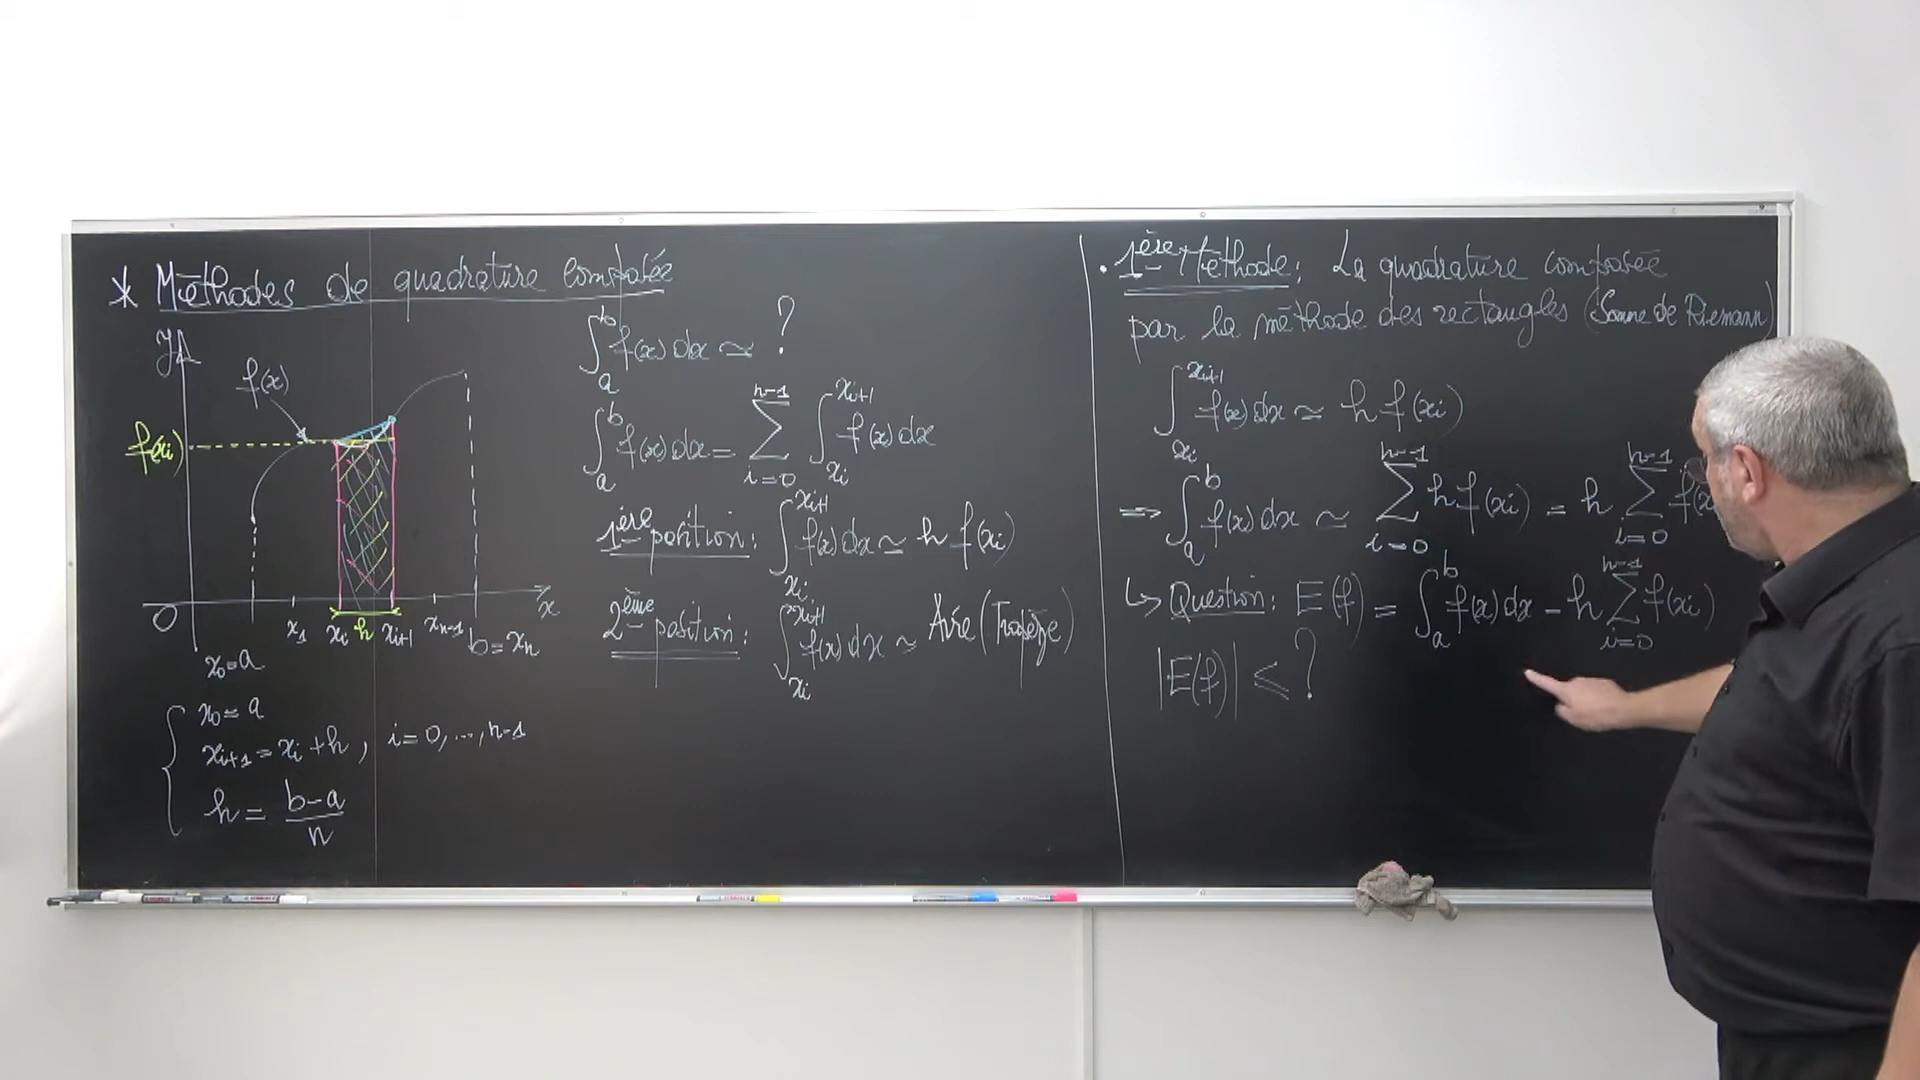 * Méthodes de quadrature composée
y
f(x)
f(xi)
O
x1 xi h xi+1 xn-1 x
x0=a b=xn
x0=a
xi+1=xi+h, i=0,...,n-1
h=(b-a)/n
∫_a^b f(x)dx ≃ ?
∫_a^b f(x)dx = ∑_{i=0}^{n-1} ∫_{xi}^{xi+1} f(x)dx
1ère position: ∫_{xi}^{xi+1} f(x)dx ≃ h f(xi)
2ème position: ∫_{xi}^{xi+1} f(x)dx ≃ Aire(Trapèze)
• 1ère Méthode: La quadrature composée
par la méthode des rectangles (Somme de Riemann)
∫_{xi}^{xi+1} f(x)dx ≃ h f(xi)
=> ∫_a^b f(x)dx ≃ ∑_{i=0}^{n-1} h f(xi) = h ∑_{i=0}^{n-1} f(x
↳ Question: E(f) = ∫_a^b f(x)dx - h ∑_{i=0}^{n-1} f(xi)
|E(f)| ≤ ?